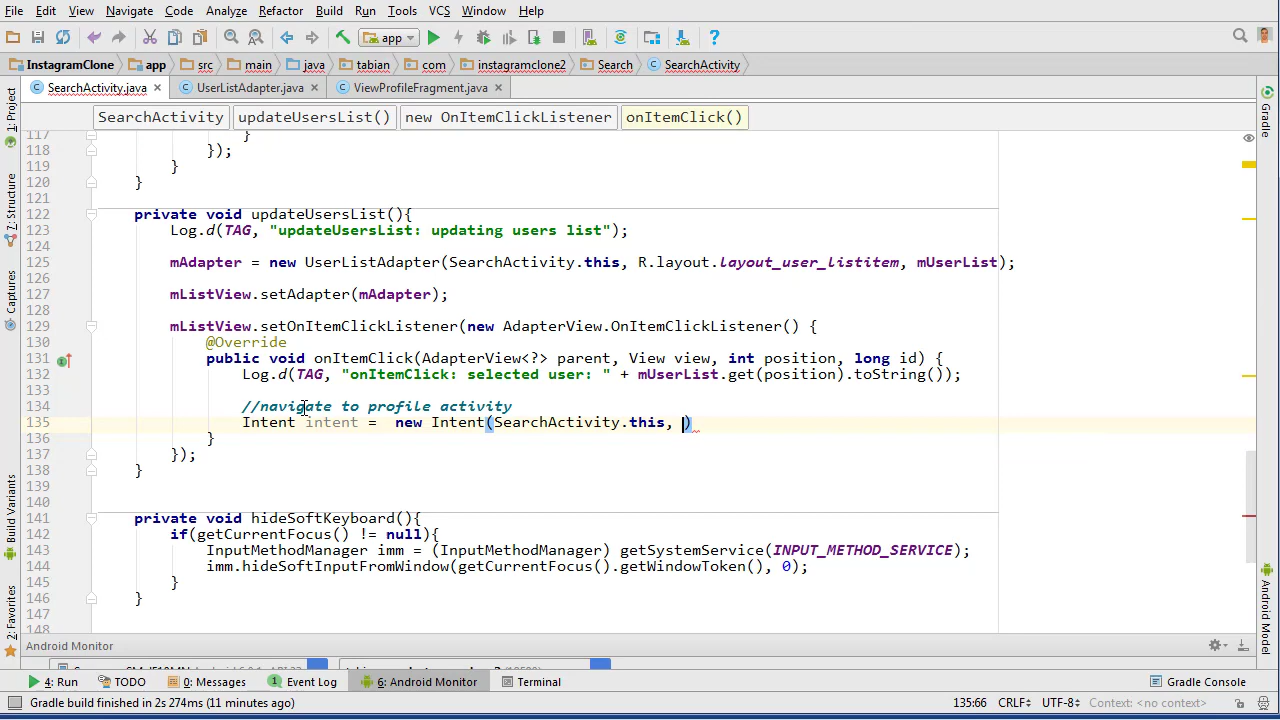 File Edit View Navigate Code Analyze Refactor Build Run Tools VCS Window Help
app
InstagramClone app src main java tabian com instagramclone2 Search SearchActivity
SearchActivity.java UserListAdapter.java ViewProfileFragment.java
SearchActivity updateUsersList() new OnItemClickListener onItemClick()
1: Project
7: Structure
Captures
Build Variants
2: Favorites
Gradle
Android Model
117 }
118 });
119 }
120 }
121
122 private void updateUsersList(){
123 Log.d(TAG, "updateUsersList: updating users list");
124
125 mAdapter = new UserListAdapter(SearchActivity.this, R.layout.layout_user_listitem, mUserList);
126
127 mListView.setAdapter(mAdapter);
128
129 mListView.setOnItemClickListener(new AdapterView.OnItemClickListener() {
130 @Override
131 public void onItemClick(AdapterView<?> parent, View view, int position, long id) {
132 Log.d(TAG, "onItemClick: selected user: " + mUserList.get(position).toString());
133
134 //navigate to profile activity
135 Intent intent =  new Intent(SearchActivity.this, )
136 }
137 });
138 }
139
140
141 private void hideSoftKeyboard(){
142 if(getCurrentFocus() != null){
143 InputMethodManager imm = (InputMethodManager) getSystemService(INPUT_METHOD_SERVICE);
144 imm.hideSoftInputFromWindow(getCurrentFocus().getWindowToken(), 0);
145 }
146 }
147
148
Android Monitor
4: Run TODO 0: Messages 1 Event Log 6: Android Monitor Terminal Gradle Console
Gradle build finished in 2s 274ms (11 minutes ago) 135:66 CRLF UTF-8 Context: <no context>